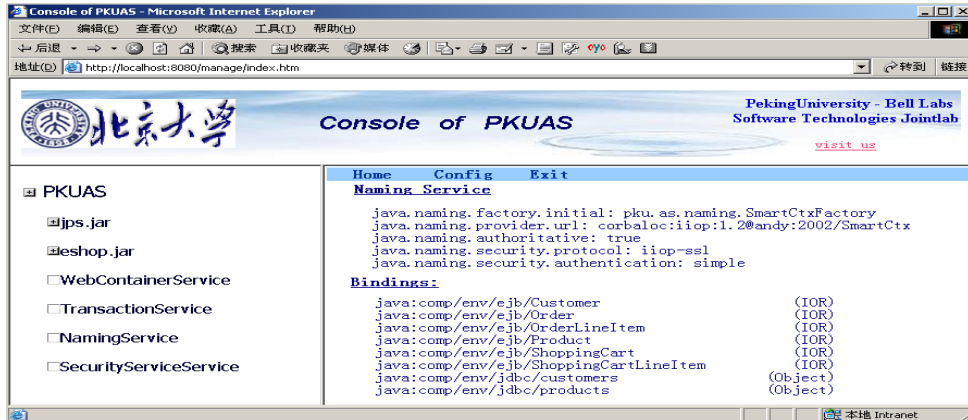 Console of PKUAS - Microsoft Internet Explorer
文件(F) 编辑(E) 查看(V) 收藏(A) 工具(T) 帮助(H)
后退 搜索 收藏夹 媒体
地址(D) http://localhost:8080/manage/index.htm 转到 链接
北京大学
Console of PKUAS
PekingUniversity - Bell Labs
Software Technologies Jointlab
visit us
PKUAS
jps.jar
eshop.jar
WebContainerService
TransactionService
NamingService
SecurityServiceService
Home Config Exit
Naming Service
java.naming.factory.initial: pku.as.naming.SmartCtxFactory
java.naming.provider.url: corbaloc:iiop:1.2@andy:2002/SmartCtx
java.naming.authoritative: true
java.naming.security.protocol: iiop-ssl
java.naming.security.authentication: simple
Bindings:
java:comp/env/ejb/Customer (IOR)
java:comp/env/ejb/Order (IOR)
java:comp/env/ejb/OrderLineItem (IOR)
java:comp/env/ejb/Product (IOR)
java:comp/env/ejb/ShoppingCart (IOR)
java:comp/env/ejb/ShoppingCartLineItem (IOR)
java:comp/env/jdbc/customers (Object)
java:comp/env/jdbc/products (Object)
本地 Intranet